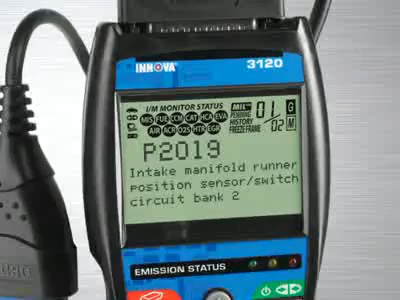 INNOVA 3120
I/M MONITOR STATUS
MIL
MIS FUE CCM CAT HCA EVA
AIR ACR O2S HTR EGR
PENDING
HISTORY
FREEZE FRAME
01/02
G
M
P2019
Intake manifold runner
position sensor/switch
circuit bank 2
EMISSION STATUS